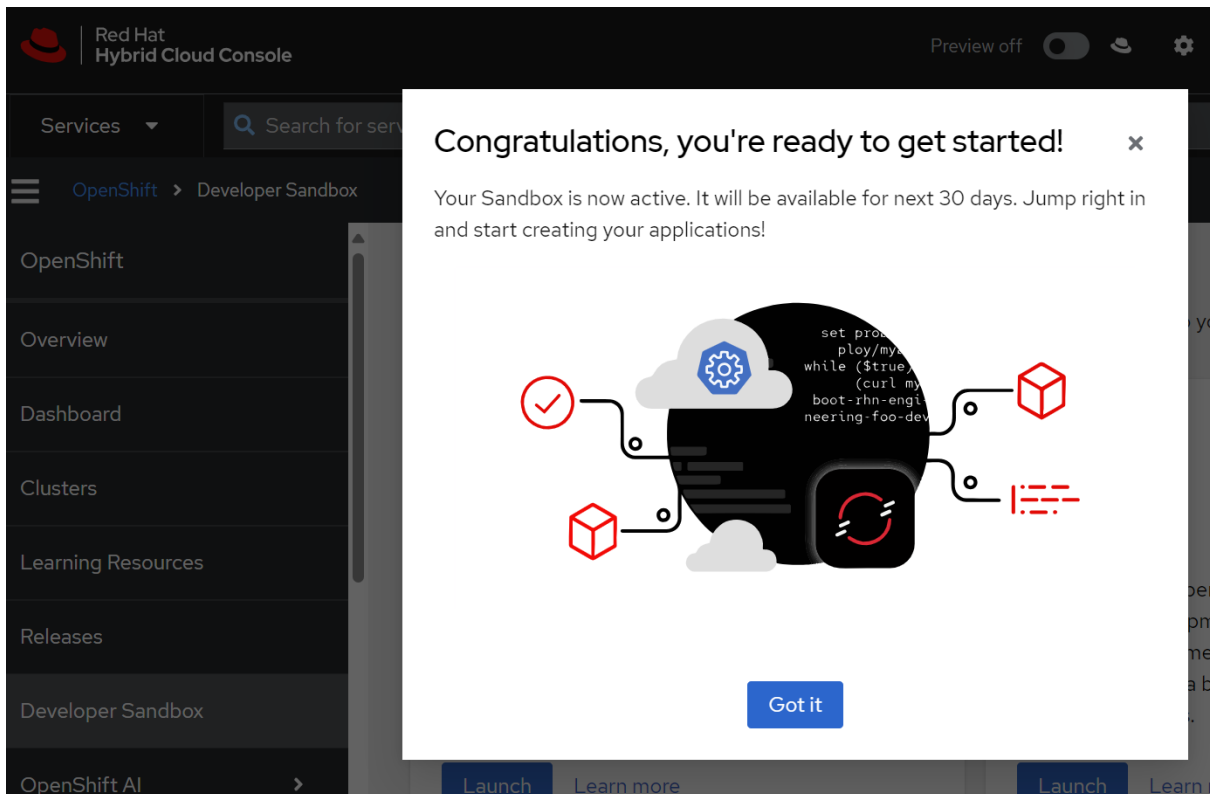 Red Hat
Hybrid Cloud Console
Preview off
Services
Search for serv
OpenShift > Developer Sandbox
Congratulations, you're ready to get started!
Your Sandbox is now active. It will be available for next 30 days. Jump right in
and start creating your applications!
OpenShift
Overview
Dashboard
Clusters
Learning Resources
Releases
Developer Sandbox
OpenShift AI
set pro
ploy/my
while ($true)
(curl my
boot-rhn-engi
neering-foo-dev
Got it
Launch
Learn more
Launch
Learn